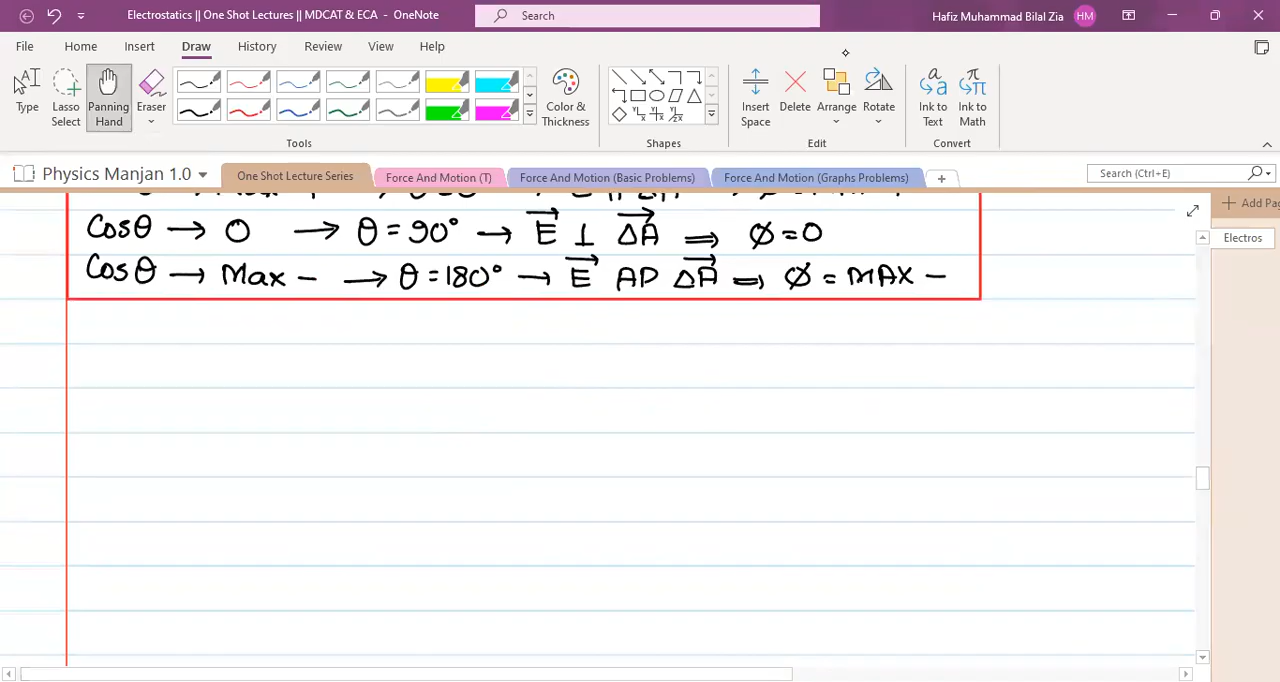 Electrostatics || One Shot Lectures || MDCAT & ECA - OneNote
Search
Hafiz Muhammad Bilal Zia HM
File Home Insert Draw History Review View Help
Type
Lasso Select
Panning Hand
Eraser
Color & Thickness
Insert Space
Delete
Arrange
Rotate
Ink to Text
Ink to Math
Tools
Shapes
Edit
Convert
Physics Manjan 1.0
One Shot Lecture Series
Force And Motion (T)
Force And Motion (Basic Problems)
Force And Motion (Graphs Problems)
Search (Ctrl+E)
Add Pag
Electros
Cosθ → 0 → θ = 90° → E⃗ ⊥ ΔA⃗ ⇒ Ø = 0
Cosθ → Max - → θ = 180° → E⃗ AP ΔA⃗ ⇒ Ø = MAX -